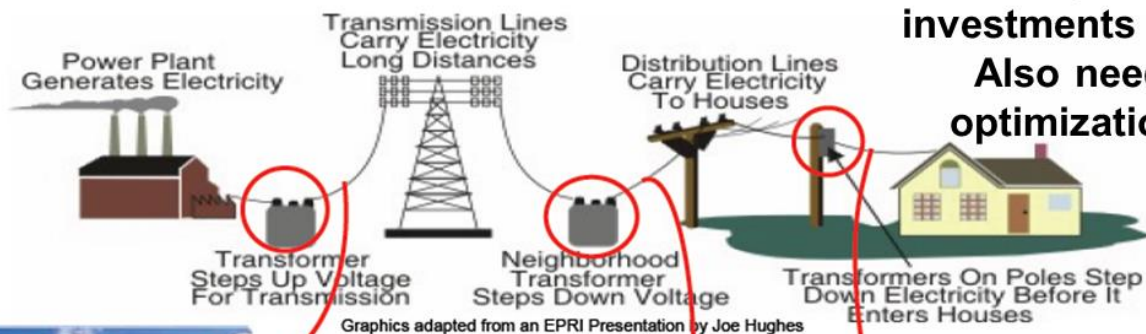 investments
Also need
optimizatio
Power Plant
Generates Electricity
Transmission Lines
Carry Electricity
Long Distances
Distribution Lines
Carry Electricity
To Houses
Transformer
Steps Up Voltage
For Transmission
Neighborhood
Transformer
Steps Down Voltage
Transformers On Poles Step
Down Electricity Before It
Enters Houses
Graphics adapted from an EPRI Presentation by Joe Hughes